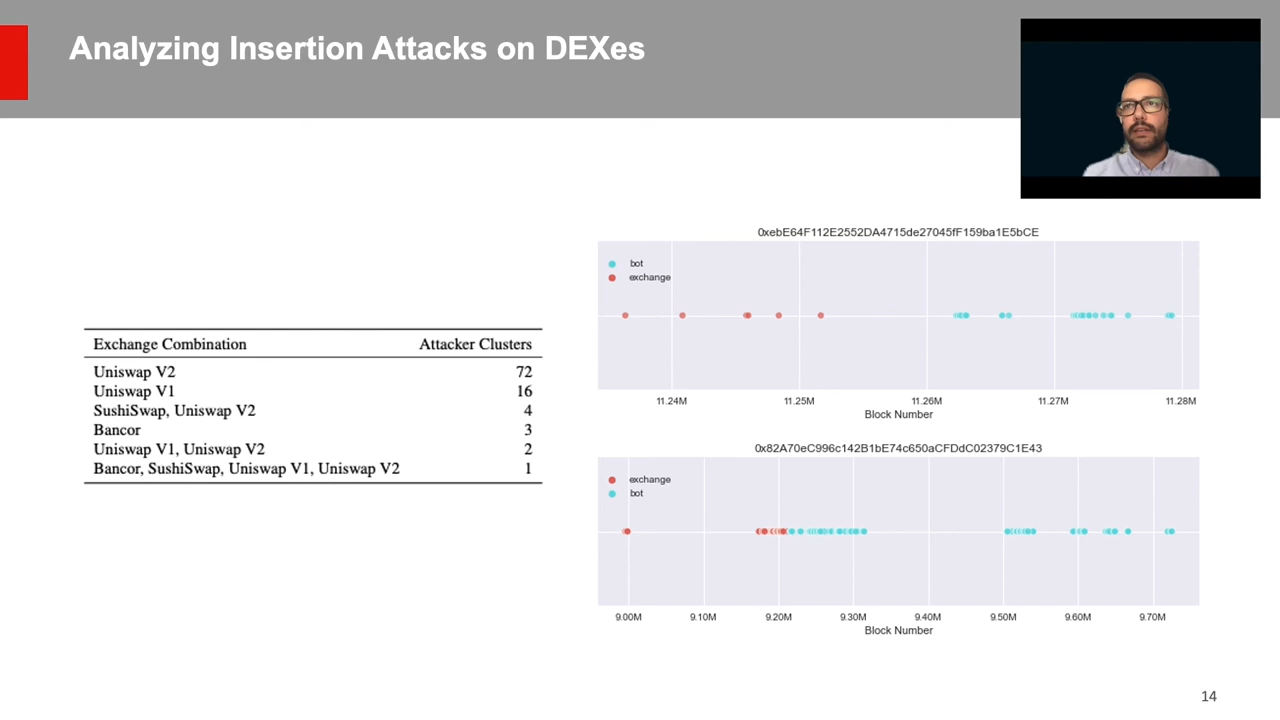 Analyzing Insertion Attacks on DEXes
Exchange Combination Attacker Clusters
Uniswap V2 72
Uniswap V1 16
SushiSwap, Uniswap V2 4
Bancor 3
Uniswap V1, Uniswap V2 2
Bancor, SushiSwap, Uniswap V1, Uniswap V2 1
0xebE64F112E2552DA4715de27045fF159ba1E5bCE
bot
exchange
11.24M 11.25M 11.26M 11.27M 11.28M
Block Number
0x82A70eC996c142B1bE74c650aCFDdC02379C1E43
exchange
bot
9.00M 9.10M 9.20M 9.30M 9.40M 9.50M 9.60M 9.70M
Block Number
14